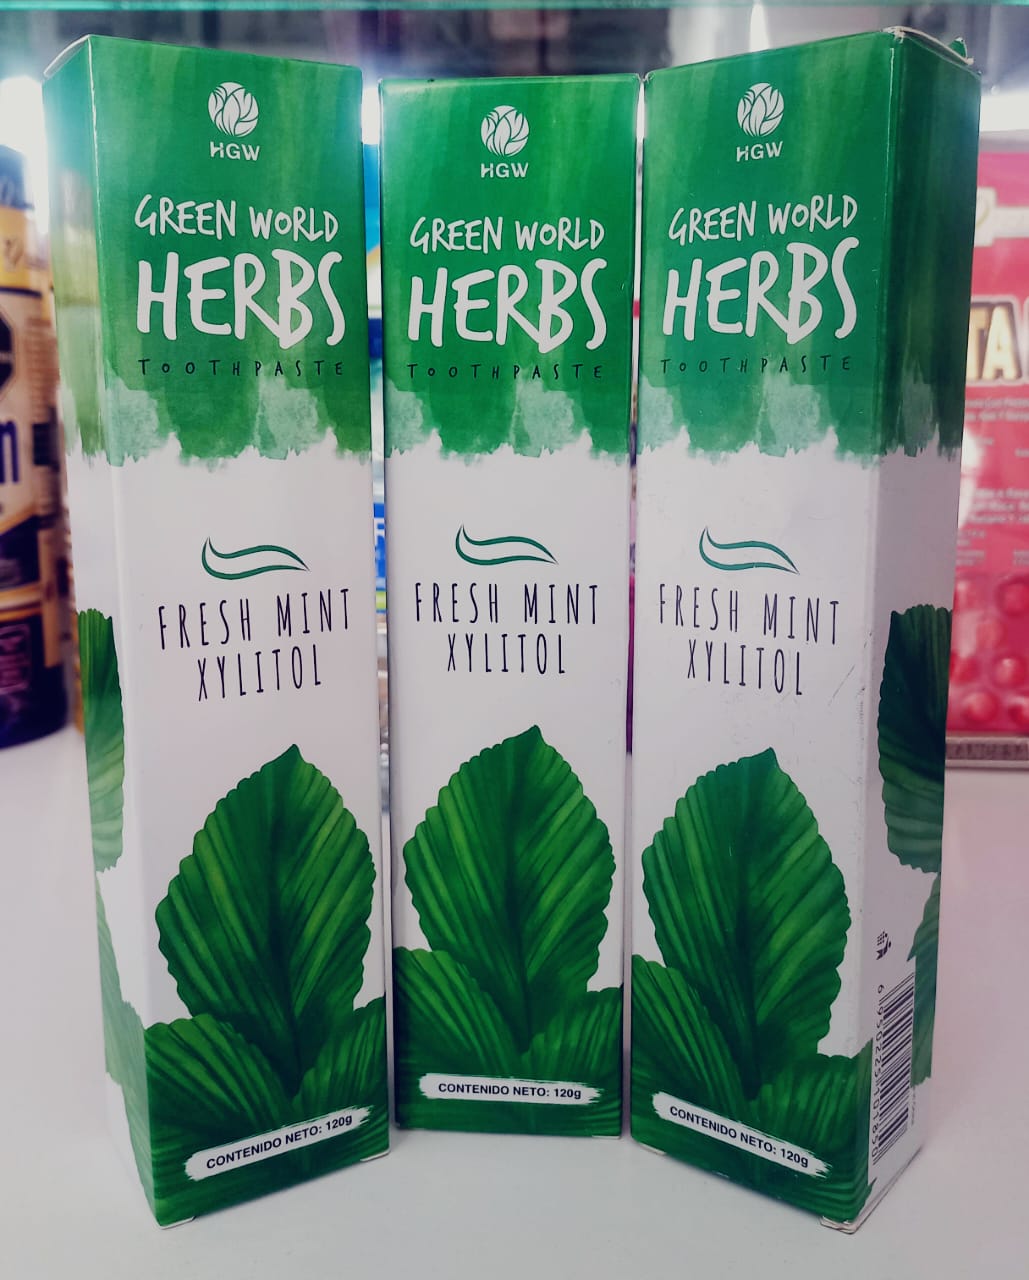 HGW
GREEN WORLD
HERBS
TOOTHPASTE
FRESH MINT
XYLITOL
CONTENIDO NETO: 120g
HGW
GREEN WORLD
HERBS
TOOTHPASTE
FRESH MINT
XYLITOL
CONTENIDO NETO: 120g
HGW
GREEN WORLD
HERBS
TOOTHPASTE
FRESH MINT
XYLITOL
CONTENIDO NETO: 120g
TA